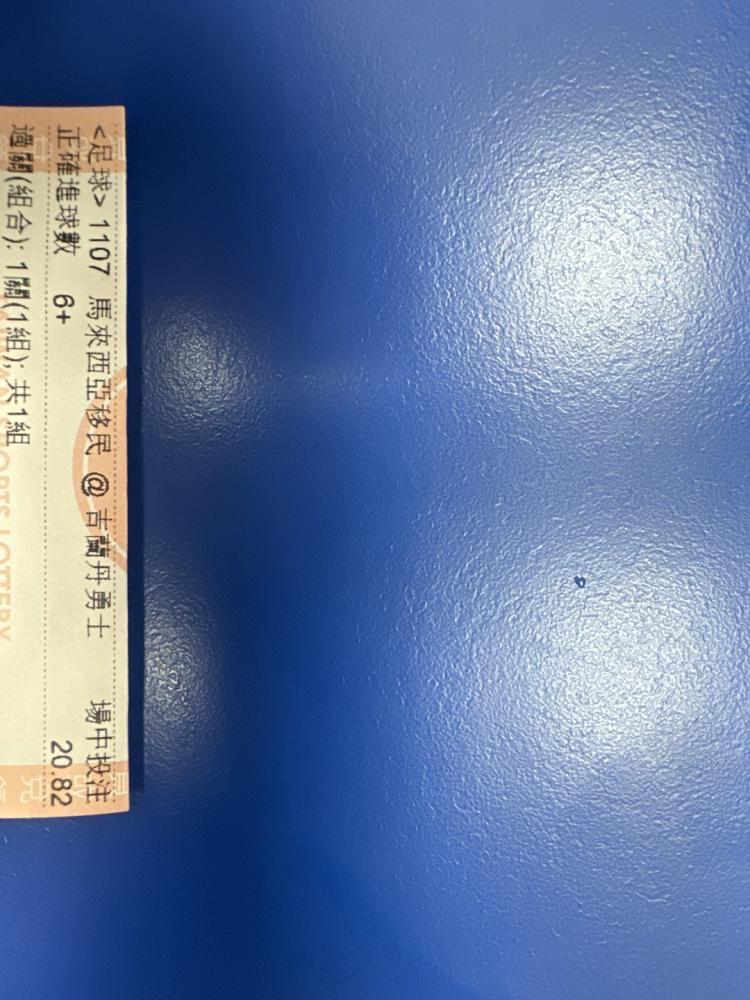 <足球> 1107 馬來西亞移民 @ 吉蘭丹勇士 場中投注
正確進球數 6+ 20.82
過關(組合): 1關(1組); 共1組